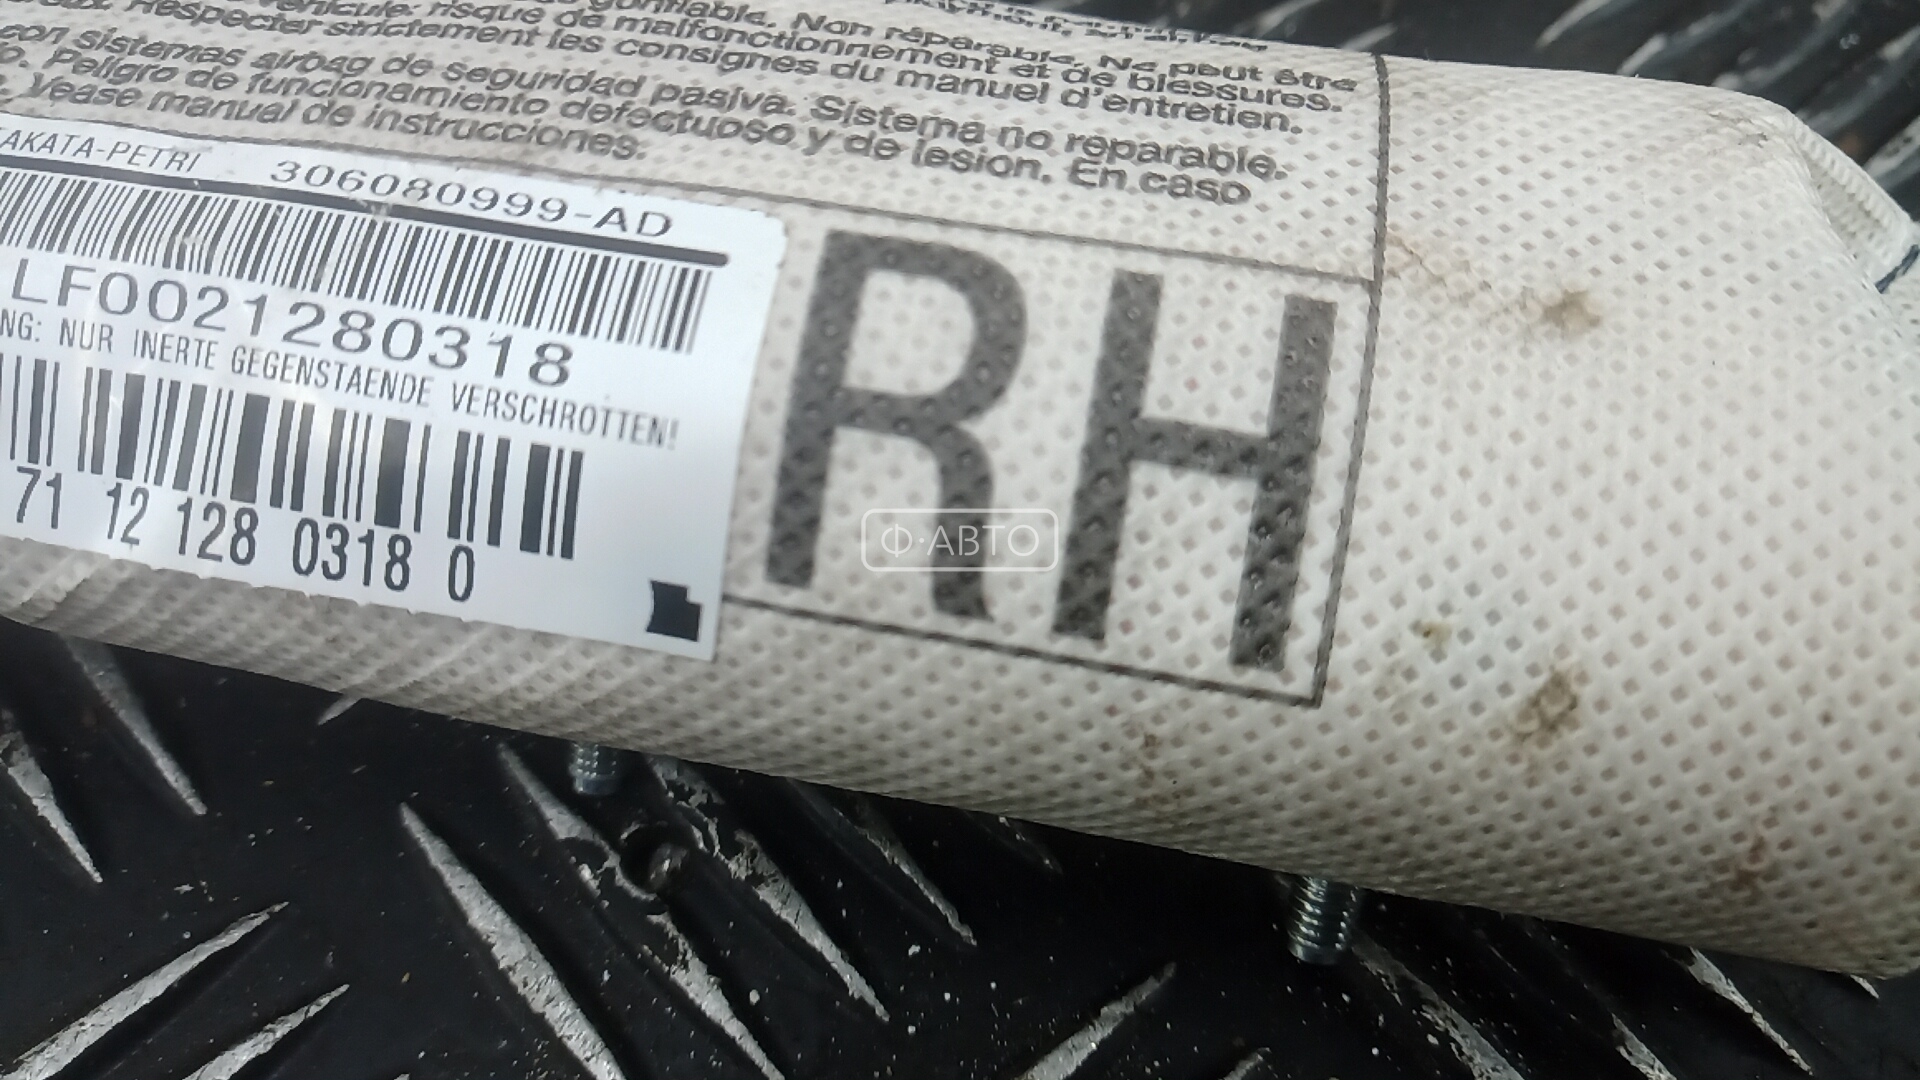 gonflable. Non réparable. Ne peut être
véhicule: risque de malfonctionnement et de blessures.
Respecter strictement les consignes du manuel d'entretien.
con sistemas airbag de seguridad pasiva. Sistema no reparable.
Peligro de funcionamiento defectuoso y de lesion. En caso
Vease manual de instrucciones.
AKATA-PETRI 306080999-AD
LF0021280318
NG: NUR INERTE GEGENSTAENDE VERSCHROTTEN!
71 12 128 0318 0
RH
Ф·АВТО